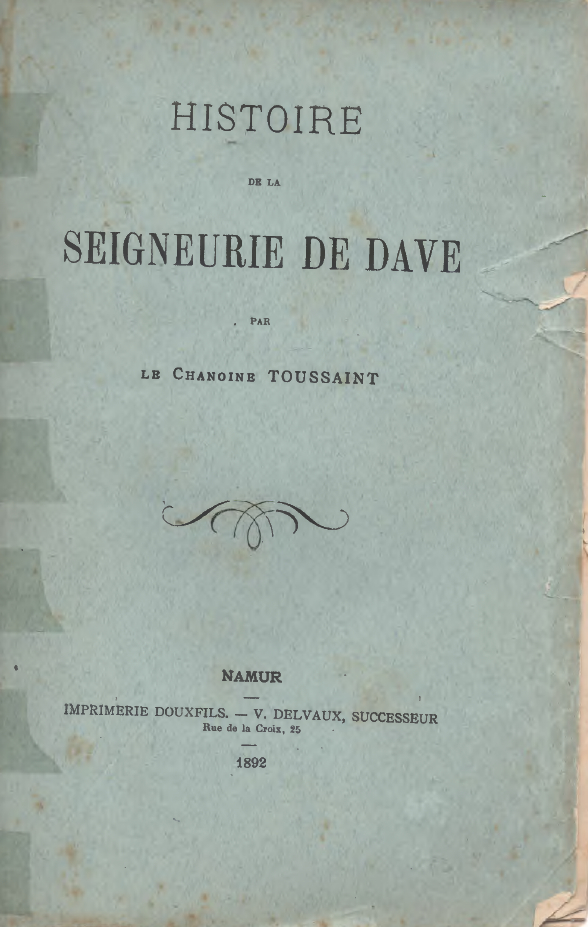 HISTOIRE
DE LA
SEIGNEURIE DE DAVE
PAR
LE CHANOINE TOUSSAINT
NAMUR
IMPRIMERIE DOUXFILS. — V. DELVAUX, SUCCESSEUR
Rue de la Croix, 25
1892